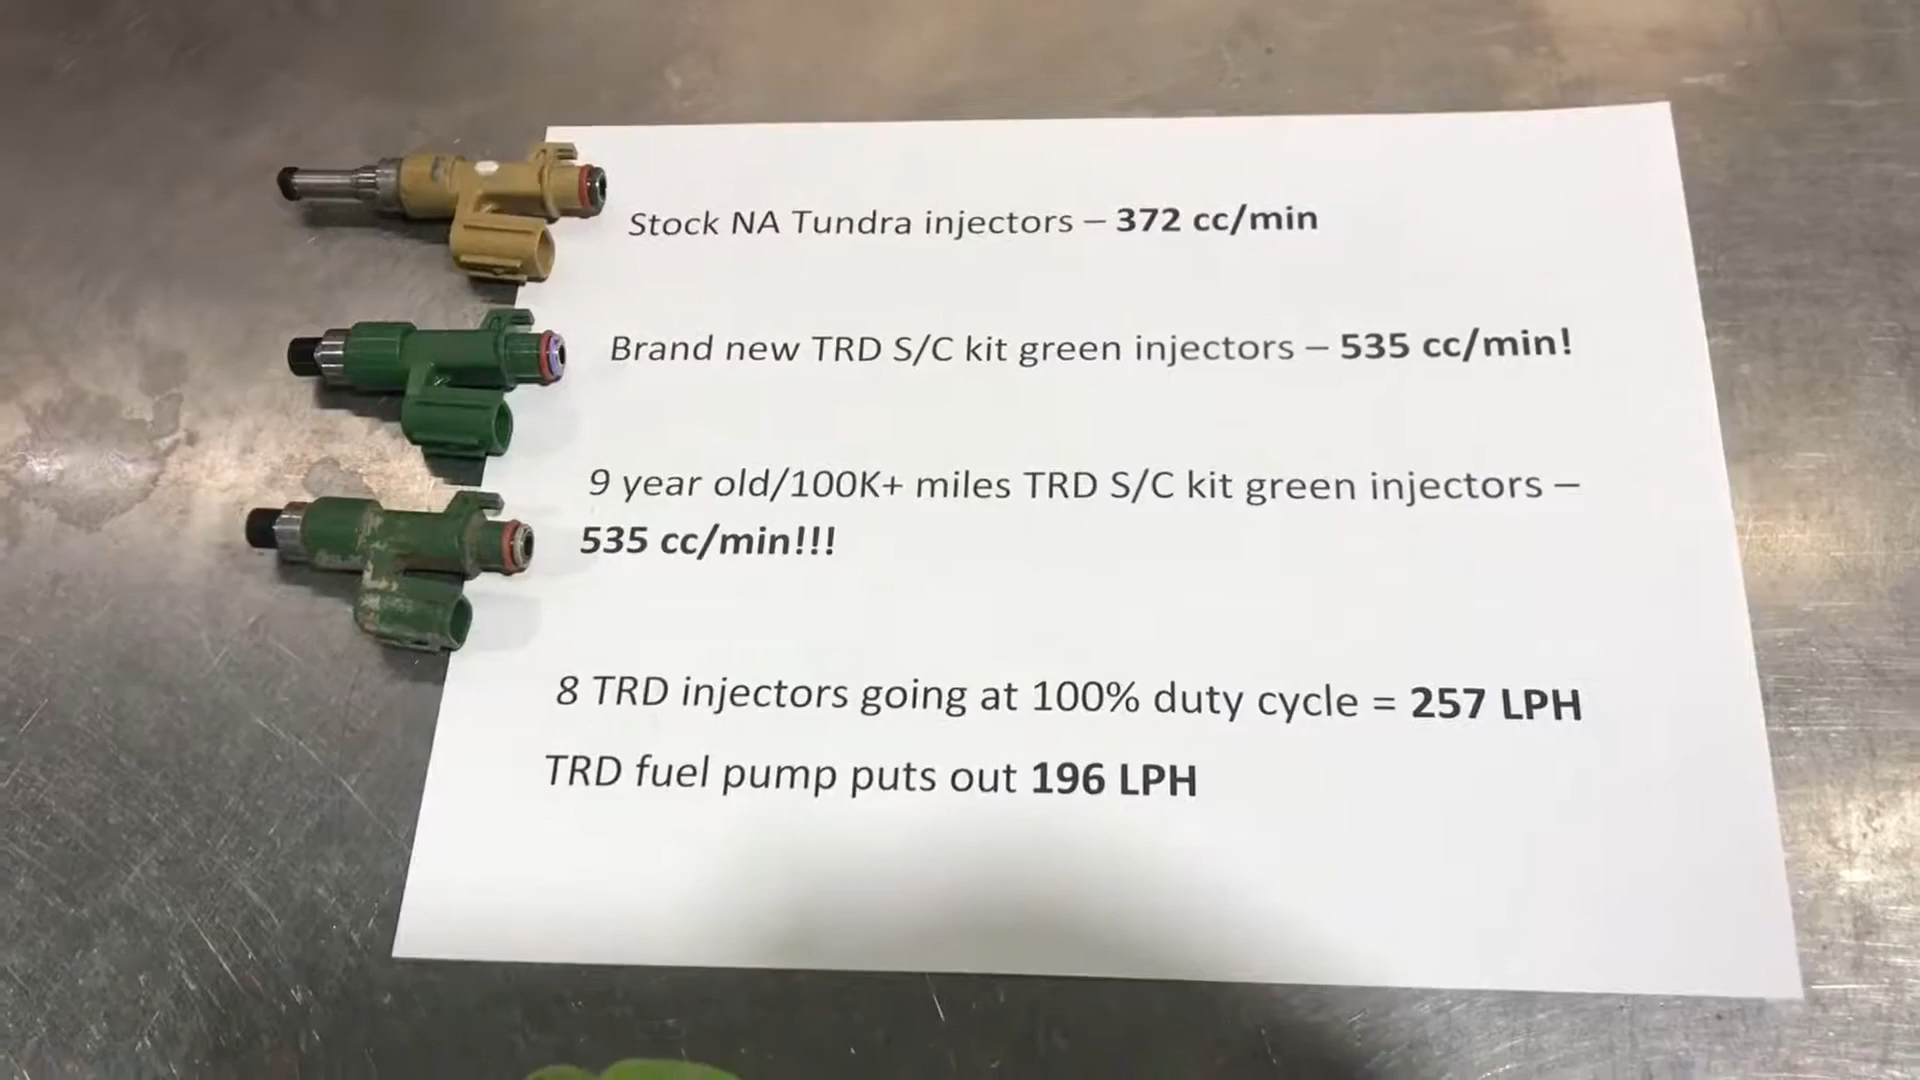 Stock NA Tundra injectors – 372 cc/min
Brand new TRD S/C kit green injectors – 535 cc/min!
9 year old/100K+ miles TRD S/C kit green injectors –
535 cc/min!!!
8 TRD injectors going at 100% duty cycle = 257 LPH
TRD fuel pump puts out 196 LPH